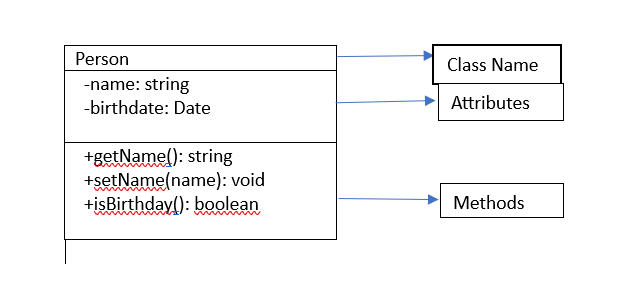 Person
Class Name
-name: string
-birthdate: Date
Attributes
+getName(): string
+setName(name): void
+isBirthday(): boolean
Methods